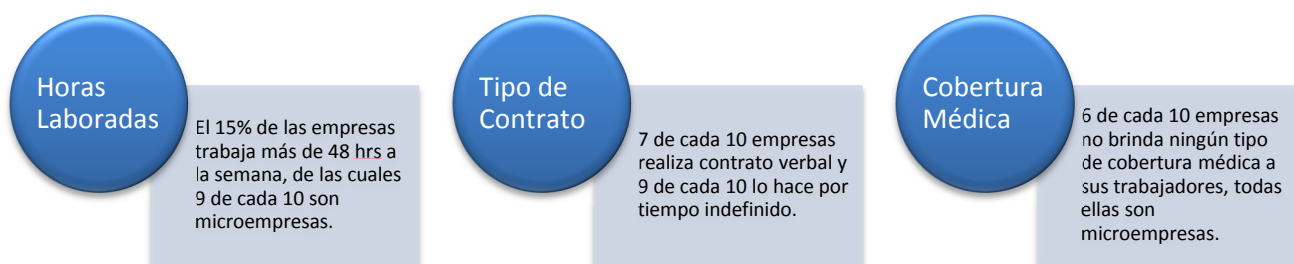 Horas
Laboradas
El 15% de las empresas
trabaja más de 48 hrs a
la semana, de las cuales
9 de cada 10 son
microempresas.
Tipo de
Contrato
7 de cada 10 empresas
realiza contrato verbal y
9 de cada 10 lo hace por
tiempo indefinido.
Cobertura
Médica
6 de cada 10 empresas
no brinda ningún tipo
de cobertura médica a
sus trabajadores, todas
ellas son
microempresas.